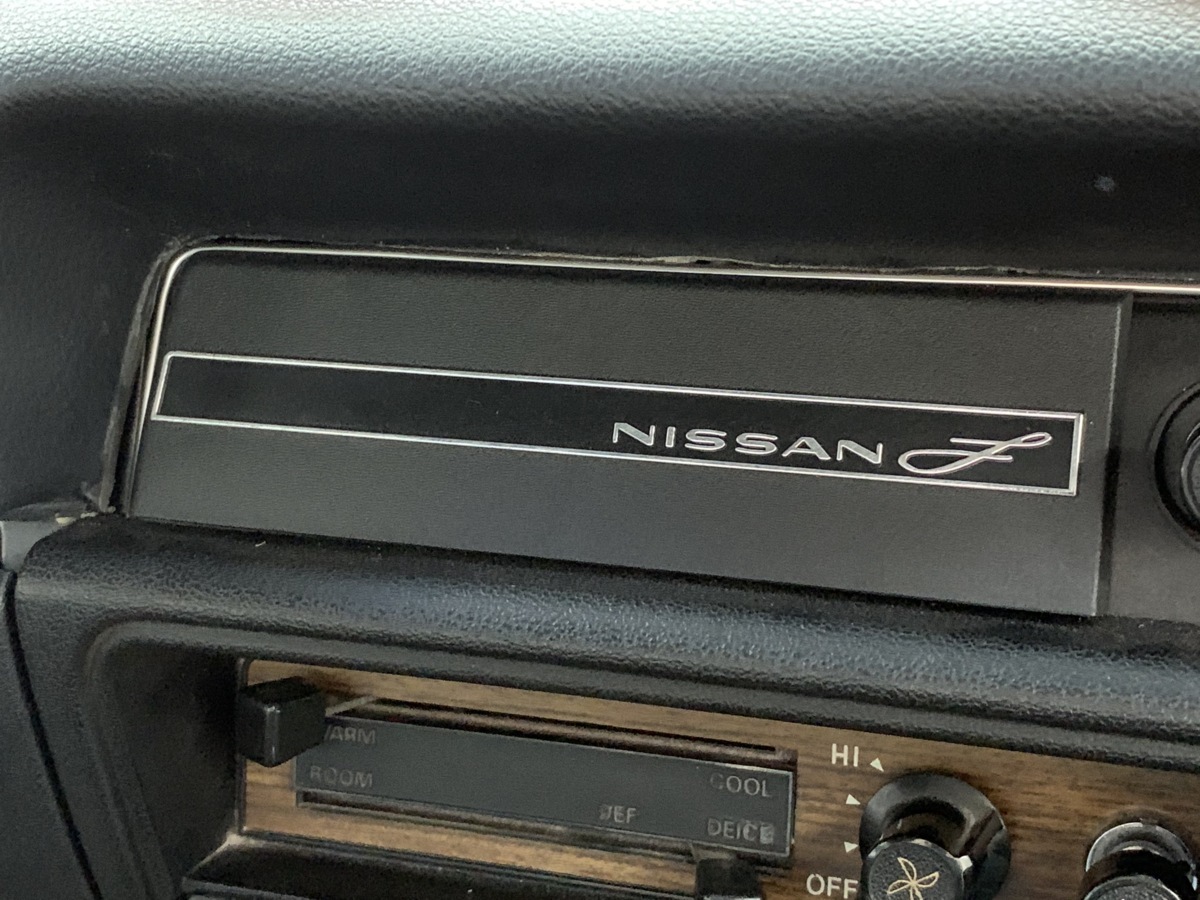 NISSAN
WARM
ROOM COOL
DEF DEICE
HI
OFF